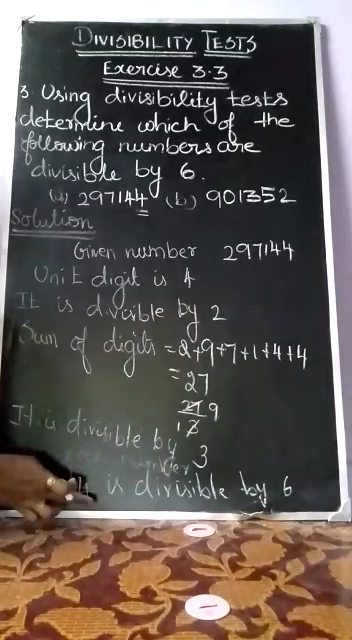 DIVISIBILITY TESTS
Exercise 3.3
3. Using divisibility tests
determine which of the
following numbers are
divisible by 6.
(a) 297144 (b) 901352
Solution
Given number 297144
Unit digit is 4
It is divisible by 2
Sum of digits = 2+9+7+1+4+4
= 27
27 9
1 3
It is divisible by
3
It is divisible by 6